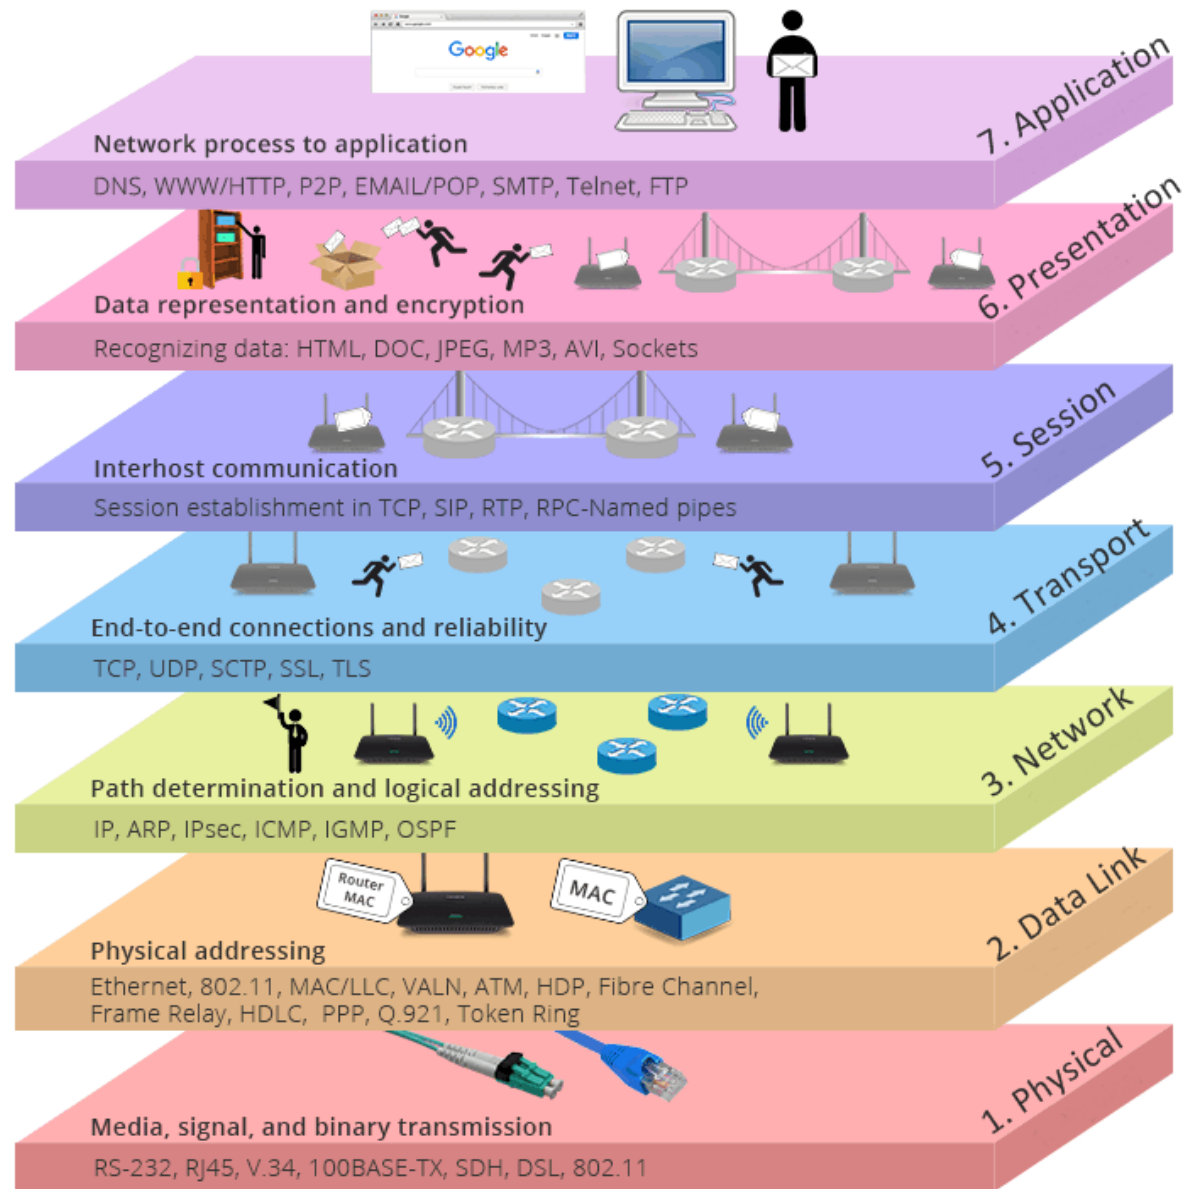 Google
Network process to application
7. Application
DNS, WWW/HTTP, P2P, EMAIL/POP, SMTP, Telnet, FTP
Data representation and encryption
6. Presentation
Recognizing data: HTML, DOC, JPEG, MP3, AVI, Sockets
Interhost communication
5. Session
Session establishment in TCP, SIP, RTP, RPC-Named pipes
End-to-end connections and reliability
4. Transport
TCP, UDP, SCTP, SSL, TLS
Path determination and logical addressing
3. Network
IP, ARP, IPsec, ICMP, IGMP, OSPF
Router
MAC
MAC
Physical addressing
2. Data Link
Ethernet, 802.11, MAC/LLC, VALN, ATM, HDP, Fibre Channel,
Frame Relay, HDLC, PPP, Q.921, Token Ring
Media, signal, and binary transmission
1. Physical
RS-232, RJ45, V.34, 100BASE-TX, SDH, DSL, 802.11